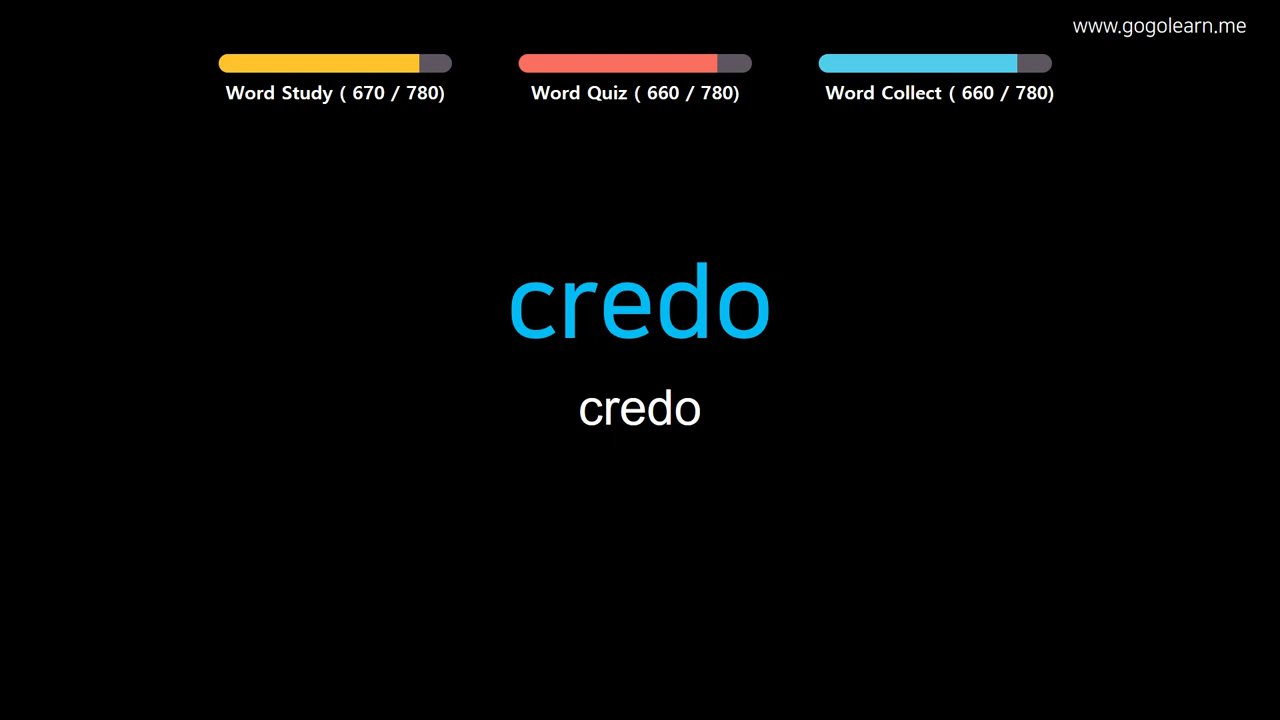 www.gogolearn.me
Word Study ( 670 / 780)
Word Quiz ( 660 / 780)
Word Collect ( 660 / 780)
credo
credo